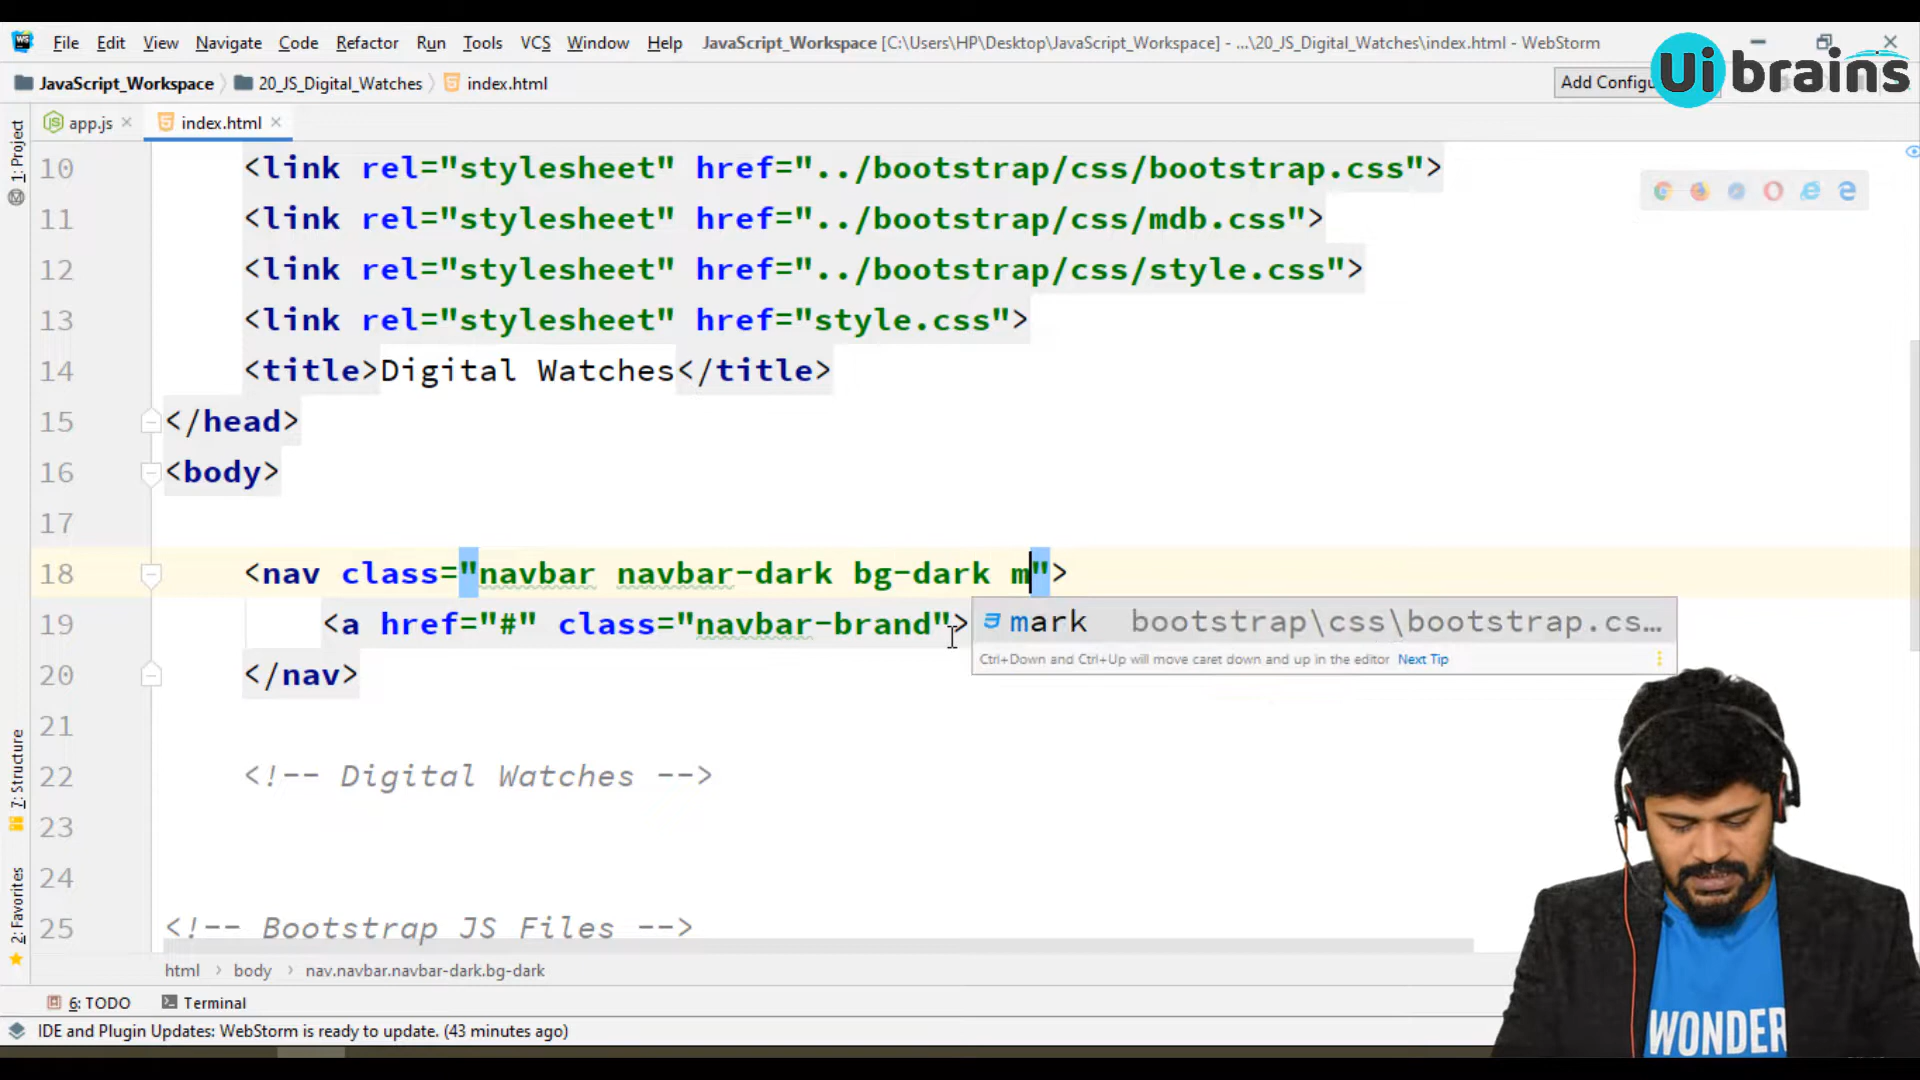 WS File Edit View Navigate Code Refactor Run Tools VCS Window Help JavaScript_Workspace [C:\Users\HP\Desktop\JavaScript_Workspace] - ...\20_JS_Digital_Watches\index.html - WebStorm
JavaScript_Workspace 20_JS_Digital_Watches index.html Add Configu
Ui brains
app.js index.html
1: Project
7: Structure
2: Favorites
10 <link rel="stylesheet" href="../bootstrap/css/bootstrap.css">
11 <link rel="stylesheet" href="../bootstrap/css/mdb.css">
12 <link rel="stylesheet" href="../bootstrap/css/style.css">
13 <link rel="stylesheet" href="style.css">
14 <title>Digital Watches</title>
15 </head>
16 <body>
17
18 <nav class="navbar navbar-dark bg-dark m">
19 <a href="#" class="navbar-brand">
mark bootstrap\css\bootstrap.cs...
Ctrl+Down and Ctrl+Up will move caret down and up in the editor Next Tip
20 </nav>
21
22 <!-- Digital Watches -->
23
24
25 <!-- Bootstrap JS Files -->
html body nav.navbar.navbar-dark.bg-dark
6: TODO Terminal
IDE and Plugin Updates: WebStorm is ready to update. (43 minutes ago)
WONDER